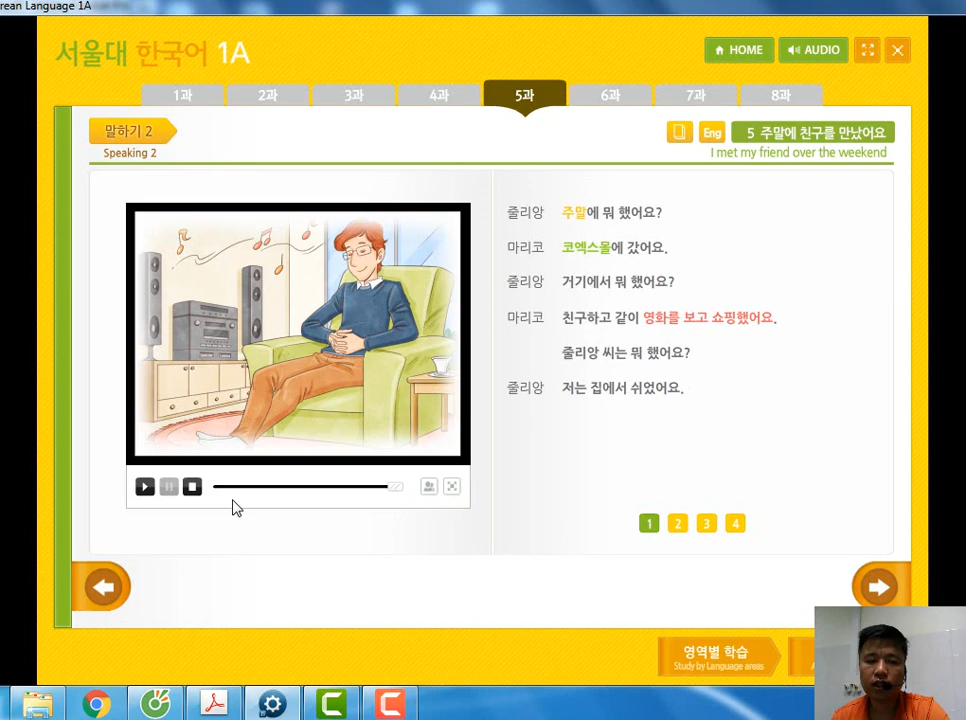 rean Language 1A
서울대 한국어 1A
HOME
AUDIO
1과
2과
3과
4과
5과
6과
7과
8과
말하기 2
Speaking 2
Eng
5 주말에 친구를 만났어요
I met my friend over the weekend
줄리앙 주말에 뭐 했어요?
마리코 코엑스몰에 갔어요.
줄리앙 거기에서 뭐 했어요?
마리코 친구하고 같이 영화를 보고 쇼핑했어요.
줄리앙 씨는 뭐 했어요?
줄리앙 저는 집에서 쉬었어요.
1 2 3 4
영역별 학습
Study by Language areas